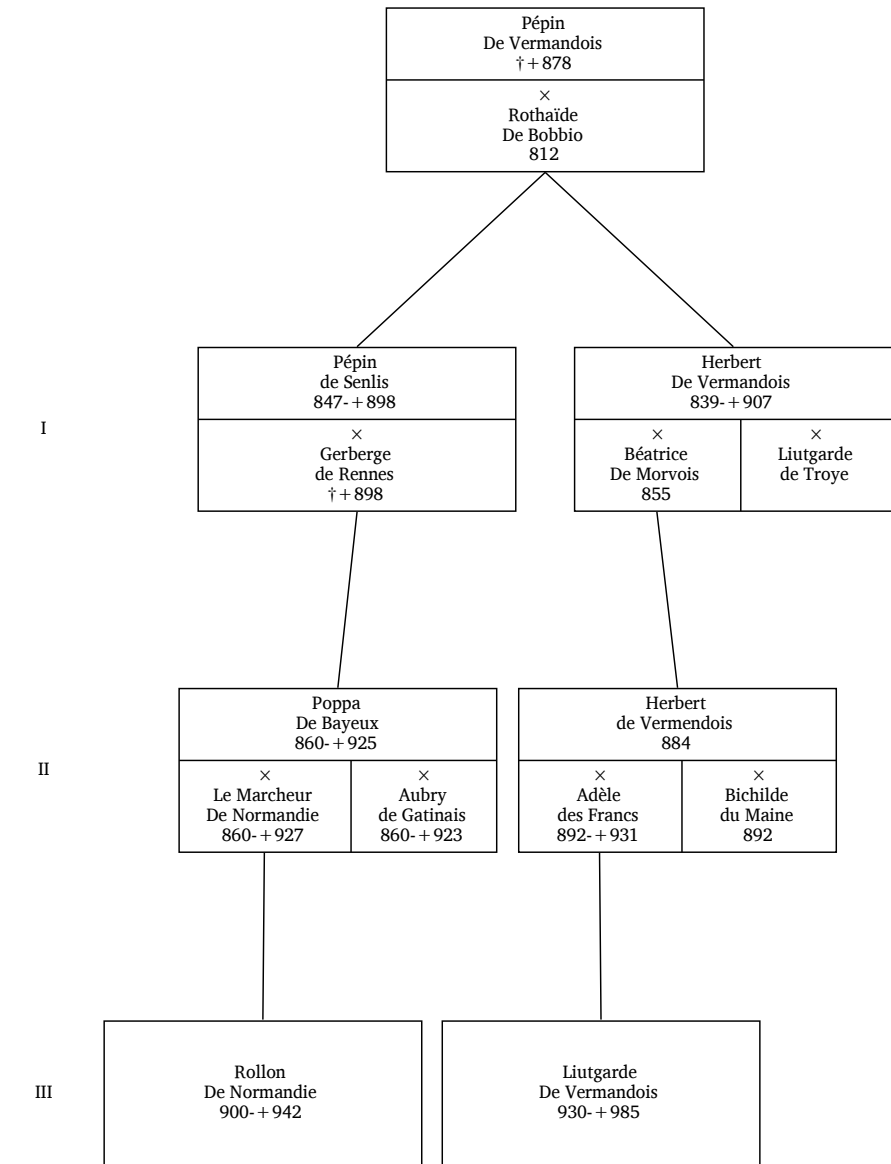 Pépin
De Vermandois
†+878
×
Rothaïde
De Bobbio
812
I
Pépin
de Senlis
847-+898
×
Gerberge
de Rennes
†+898
Herbert
De Vermandois
839-+907
×
Béatrice
De Morvois
855
×
Liutgarde
de Troye
II
Poppa
De Bayeux
860-+925
×
Le Marcheur
De Normandie
860-+927
×
Aubry
de Gatinais
860-+923
Herbert
de Vermendois
884
×
Adèle
des Francs
892-+931
×
Bichilde
du Maine
892
III
Rollon
De Normandie
900-+942
Liutgarde
De Vermandois
930-+985